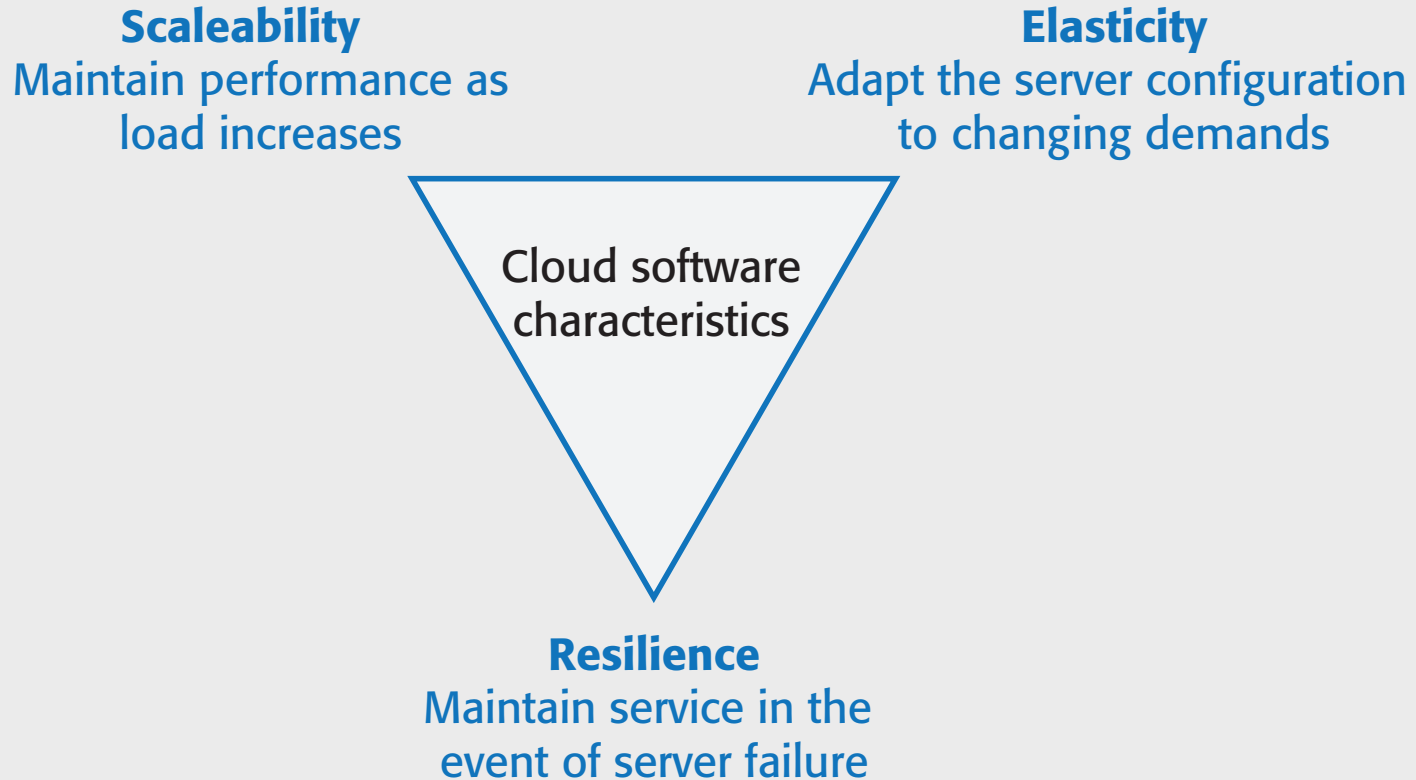 Scaleability
Maintain performance as
load increases
Elasticity
Adapt the server configuration
to changing demands
Cloud software
characteristics
Resilience
Maintain service in the
event of server failure